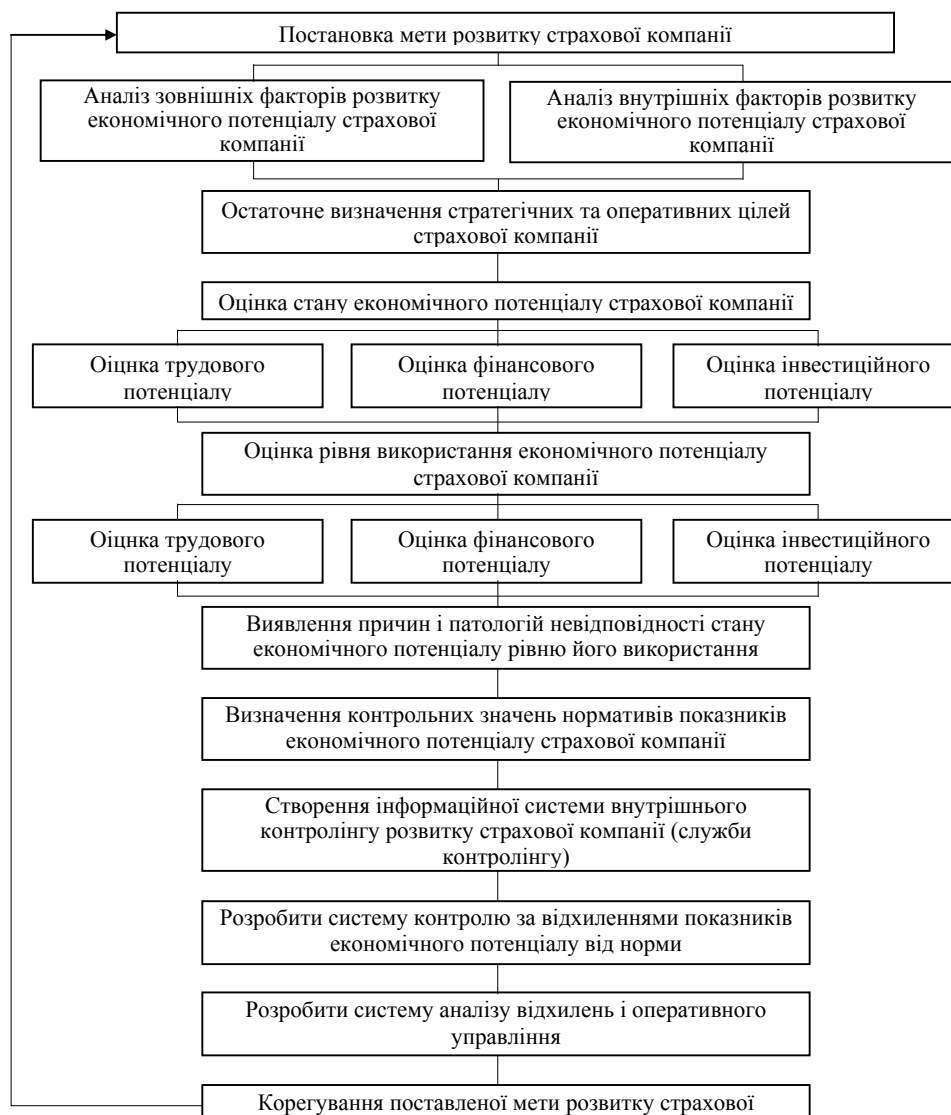 Постановка мети розвитку страхової компанії
Аналіз зовнішніх факторів розвитку
економічного потенціалу страхової
компанії
Аналіз внутрішніх факторів розвитку
економічного потенціалу страхової
компанії
Остаточне визначення стратегічних та оперативних цілей
страхової компанії
Оцінка стану економічного потенціалу страхової компанії
Оіцнка трудового
потенціалу
Оцінка фінансового
потенціалу
Оцінка інвестиційного
потенціалу
Оцінка рівня використання економічного потенціалу
страхової компанії
Оіцнка трудового
потенціалу
Оцінка фінансового
потенціалу
Оцінка інвестиційного
потенціалу
Виявлення причин і патологій невідповідності стану
економічного потенціалу рівню його використання
Визначення контрольних значень нормативів показників
економічного потенціалу страхової компанії
Створення інформаційної системи внутрішнього
контролінгу розвитку страхової компанії (служби
контролінгу)
Розробити систему контролю за відхиленнями показників
економічного потенціалу від норми
Розробити систему аналізу відхилень і оперативного
управління
Корегування поставленої мети розвитку страхової